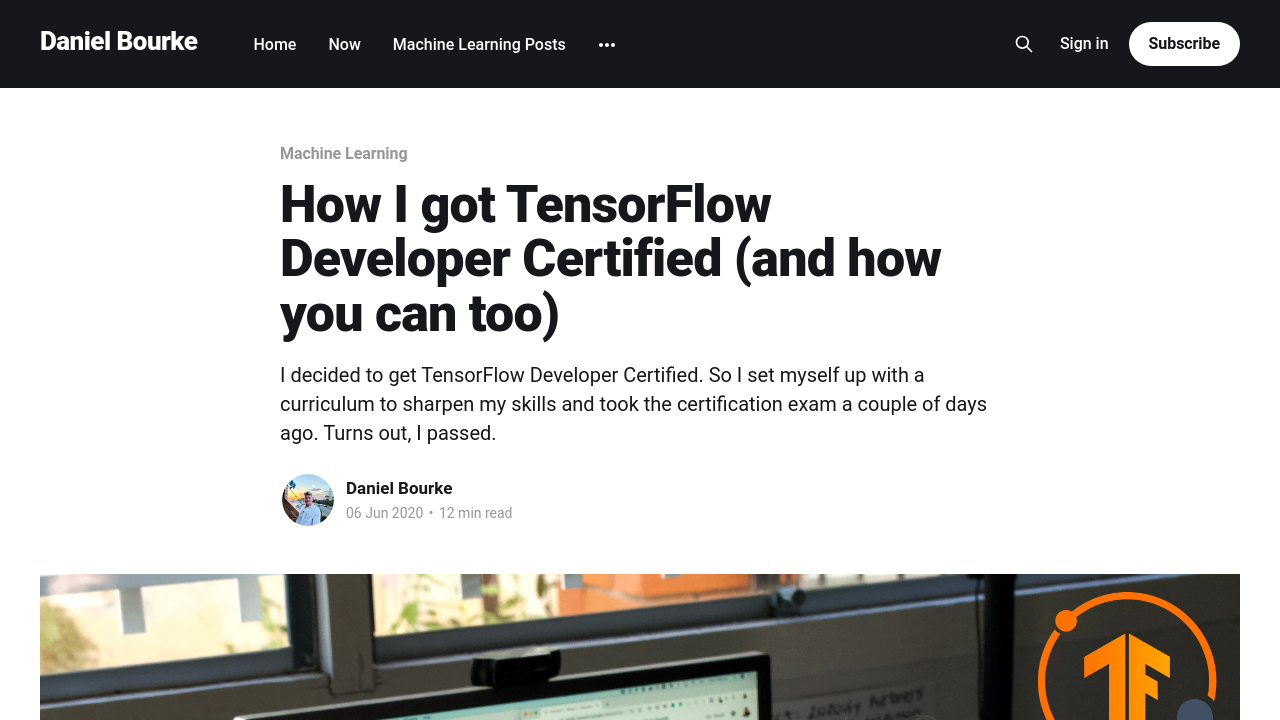 Daniel Bourke
Home
Now
Machine Learning Posts
Sign in
Subscribe
Machine Learning
How I got TensorFlow
Developer Certified (and how
you can too)
I decided to get TensorFlow Developer Certified. So I set myself up with a
curriculum to sharpen my skills and took the certification exam a couple of days
ago. Turns out, I passed.
Daniel Bourke
06 Jun 2020 • 12 min read